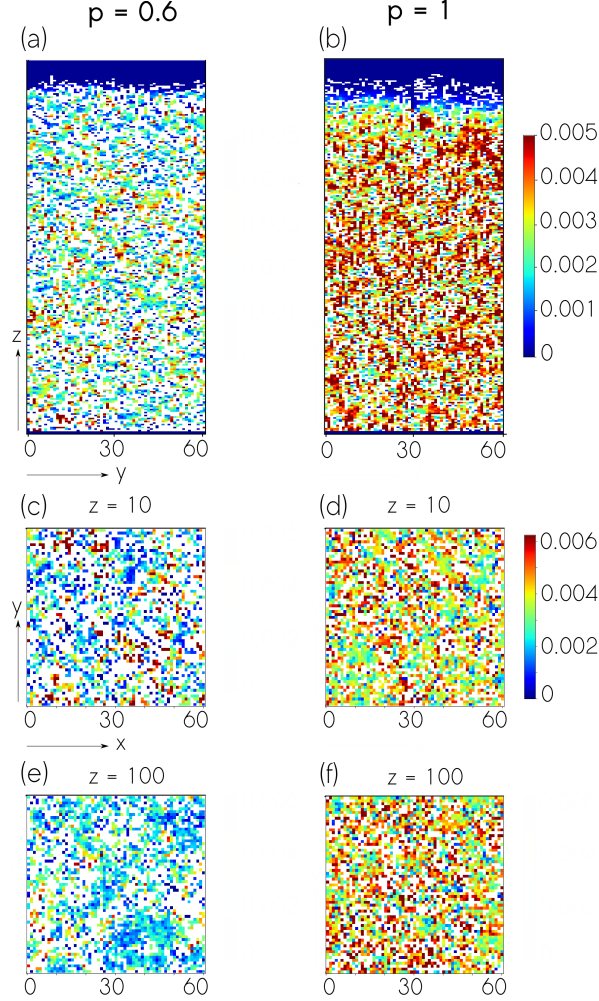 p = 0.6
p = 1
(a)
(b)
0.005
0.004
0.003
0.002
0.001
0
z
0 30 60
0 30 60
y
(c) z = 10
(d) z = 10
0.006
0.004
0.002
0
y
0 30 60
0 30 60
x
(e) z = 100
(f) z = 100
0 30 60
0 30 60